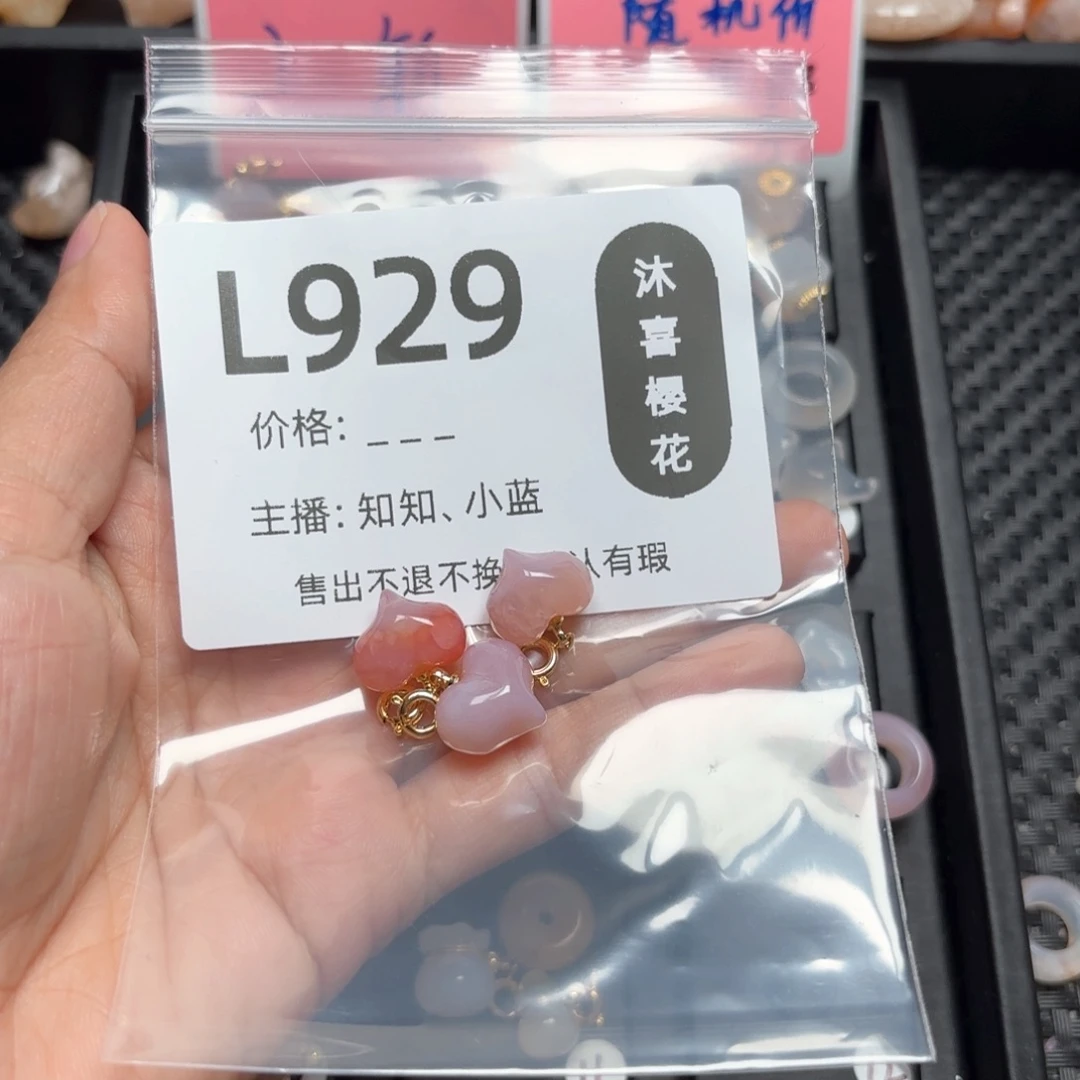 随机价
L929
沐喜樱花
价格: _ _ _
主播: 知知、小蓝
售出不退不换 认有瑕